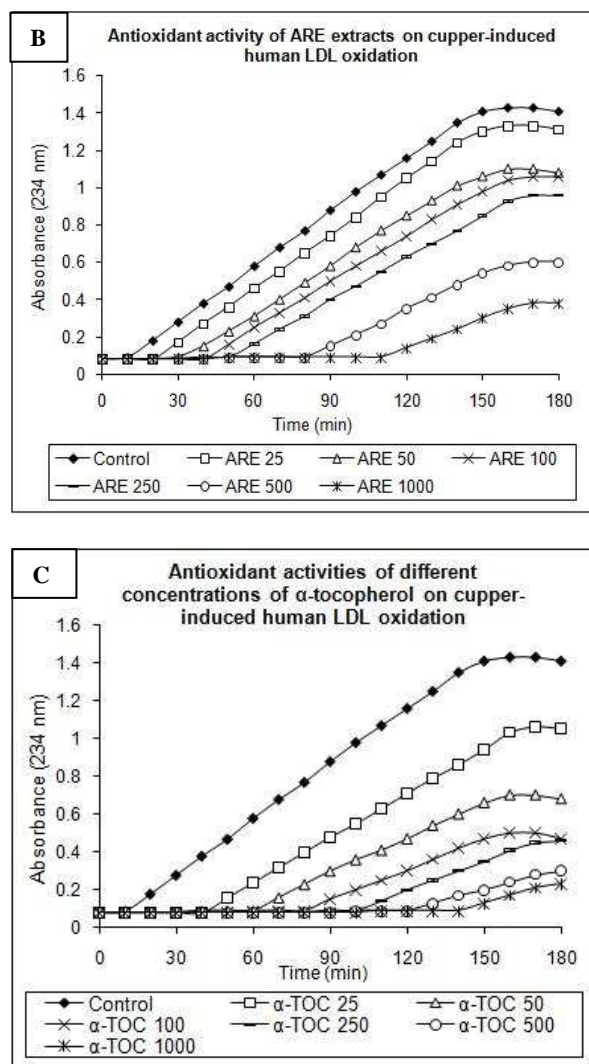 B
Antioxidant activity of ARE extracts on cupper-induced
human LDL oxidation
Absorbance (234 nm)
1.6
1.4
1.2
1
0.8
0.6
0.4
0.2
0
0 30 60 90 120 150 180
Time (min)
Control ARE 25 ARE 50 ARE 100
ARE 250 ARE 500 ARE 1000
C
Antioxidant activities of different
concentrations of α-tocopherol on cupper-
induced human LDL oxidation
Absorbance (234 nm)
1.6
1.4
1.2
1
0.8
0.6
0.4
0.2
0
0 30 60 90 120 150 180
Time (min)
Control α-TOC 25 α-TOC 50
α-TOC 100 α-TOC 250 α-TOC 500
α-TOC 1000